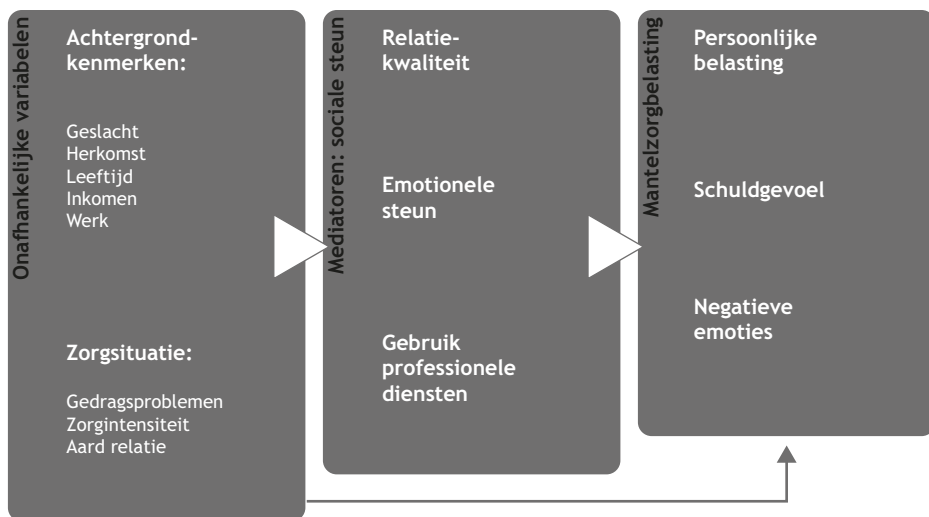 Onafhankelijke variabelen
Achtergrond-
kenmerken:
Geslacht
Herkomst
Leeftijd
Inkomen
Werk
Zorgsituatie:
Gedragsproblemen
Zorgintensiteit
Aard relatie
Mediatoren: sociale steun
Relatie-
kwaliteit
Emotionele
steun
Gebruik
professionele
diensten
Mantelzorgbelasting
Persoonlijke
belasting
Schuldgevoel
Negatieve
emoties